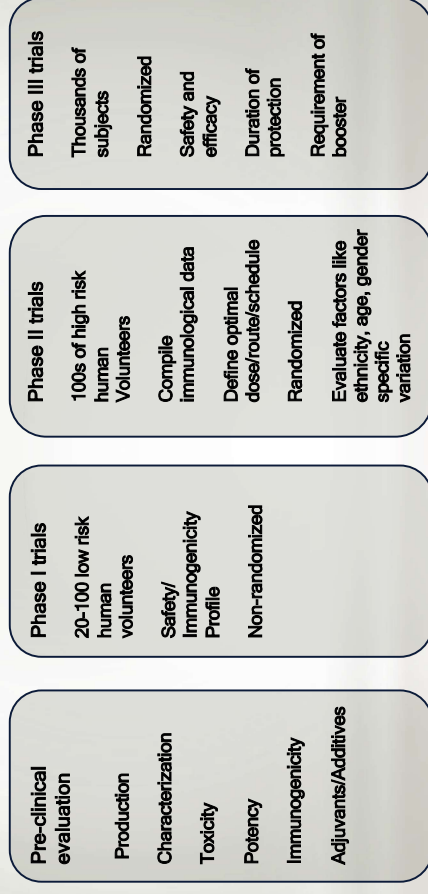 Pre-clinical
evaluation
Production
Characterization
Toxicity
Potency
Immunogenicity
Adjuvants/Additives
Phase I trials
20-100 low risk
human
volunteers
Safety/
Immunogenicity
Profile
Non-randomized
Phase II trials
100s of high risk
human
Volunteers
Compile
immunological data
Define optimal
dose/route/schedule
Randomized
Evaluate factors like
ethnicity, age, gender
specific
variation
Phase III trials
Thousands of
subjects
Randomized
Safety and
efficacy
Duration of
protection
Requirement of
booster